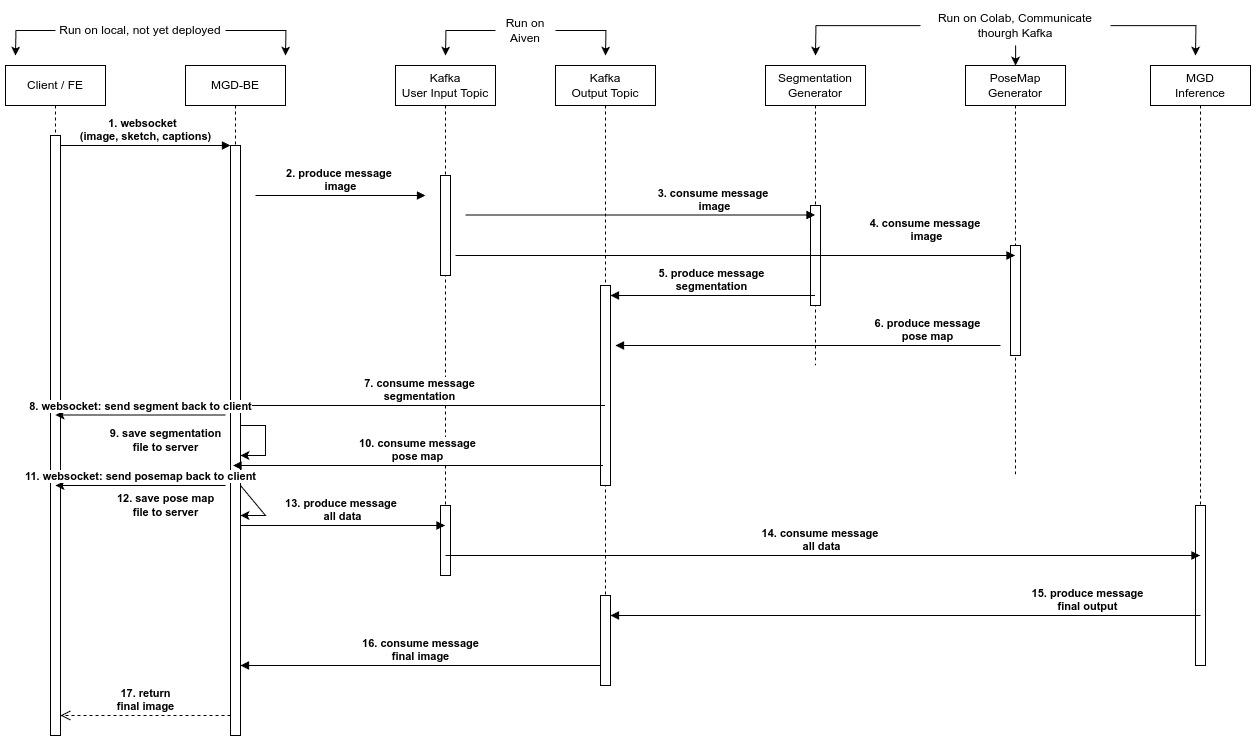 Run on local, not yet deployed
Run on
Aiven
Run on Colab, Communicate
thourgh Kafka
Client / FE
MGD-BE
Kafka
User Input Topic
Kafka
Output Topic
Segmentation
Generator
PoseMap
Generator
MGD
Inference
1. websocket
(image, sketch, captions)
2. produce message
image
3. consume message
image
4. consume message
image
5. produce message
segmentation
6. produce message
pose map
7. consume message
segmentation
8. websocket: send segment back to client
9. save segmentation
file to server
10. consume message
pose map
11. websocket: send posemap back to client
12. save pose map
file to server
13. produce message
all data
14. consume message
all data
15. produce message
final output
16. consume message
final image
17. return
final image